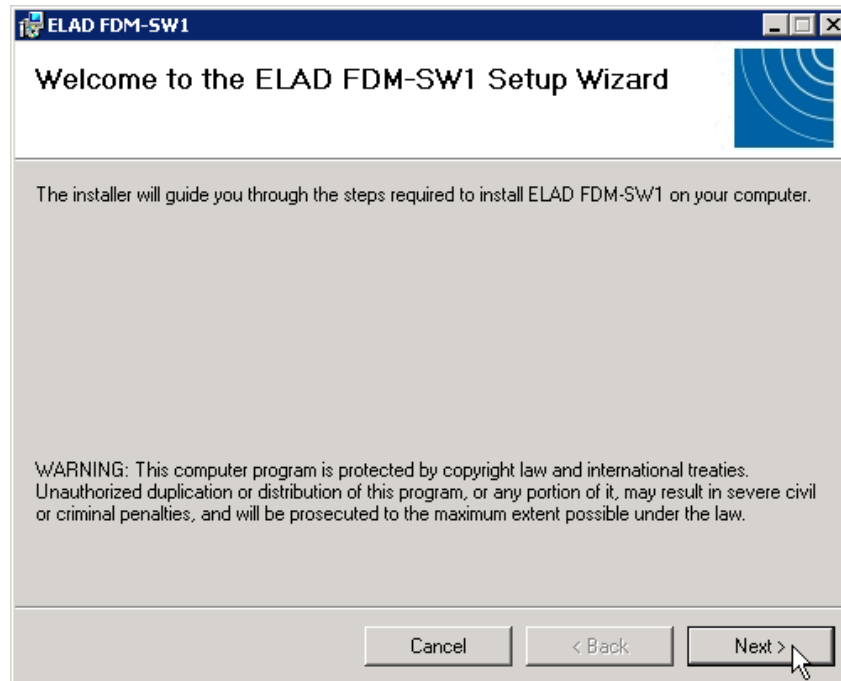 ELAD FDM-SW1
Welcome to the ELAD FDM-SW1 Setup Wizard
The installer will guide you through the steps required to install ELAD FDM-SW1 on your computer.
WARNING: This computer program is protected by copyright law and international treaties.
Unauthorized duplication or distribution of this program, or any portion of it, may result in severe civil
or criminal penalties, and will be prosecuted to the maximum extent possible under the law.
Cancel < Back Next >